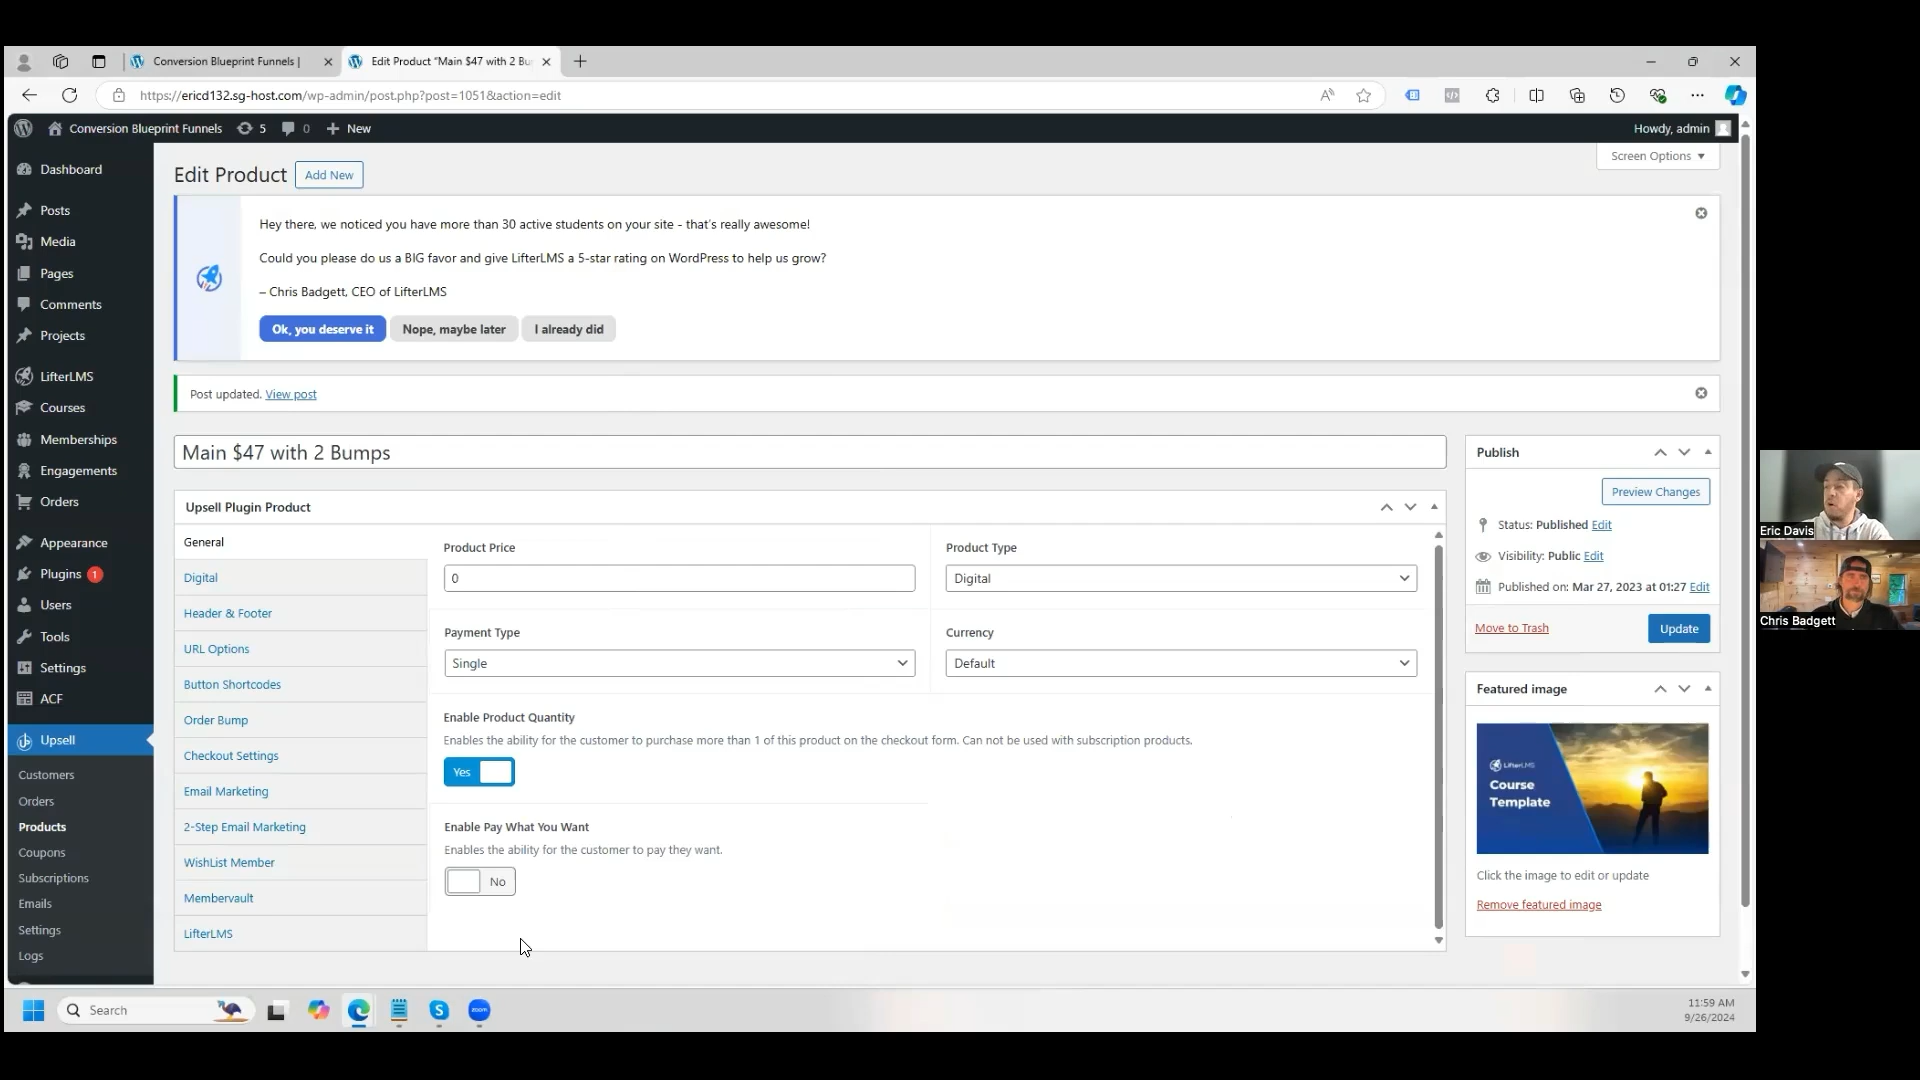 Conversion Blueprint Funnels |
Edit Product "Main $47 with 2 Bu
https://ericd132.sg-host.com/wp-admin/post.php?post=1051&action=edit
Conversion Blueprint Funnels
5
0
New
Howdy, admin
Screen Options
Dashboard
Posts
Media
Pages
Comments
Projects
LifterLMS
Courses
Memberships
Engagements
Orders
Appearance
Plugins 1
Users
Tools
Settings
ACF
Upsell
Customers
Orders
Products
Coupons
Subscriptions
Emails
Settings
Logs
Edit Product
Add New
Hey there, we noticed you have more than 30 active students on your site - that's really awesome!
Could you please do us a BIG favor and give LifterLMS a 5-star rating on WordPress to help us grow?
– Chris Badgett, CEO of LifterLMS
Ok, you deserve it
Nope, maybe later
I already did
Post updated. View post
Main $47 with 2 Bumps
Upsell Plugin Product
General
Digital
Header & Footer
URL Options
Button Shortcodes
Order Bump
Checkout Settings
Email Marketing
2-Step Email Marketing
WishList Member
Membervault
LifterLMS
Product Price
0
Product Type
Digital
Payment Type
Single
Currency
Default
Enable Product Quantity
Enables the ability for the customer to purchase more than 1 of this product on the checkout form. Can not be used with subscription products.
Yes
Enable Pay What You Want
Enables the ability for the customer to pay they want.
No
Publish
Preview Changes
Status: Published Edit
Visibility: Public Edit
Published on: Mar 27, 2023 at 01:27 Edit
Move to Trash
Update
Featured image
LifterLMS
Course
Template
Click the image to edit or update
Remove featured image
Eric Davis
Chris Badgett
Search
zoom
11:59 AM
9/26/2024